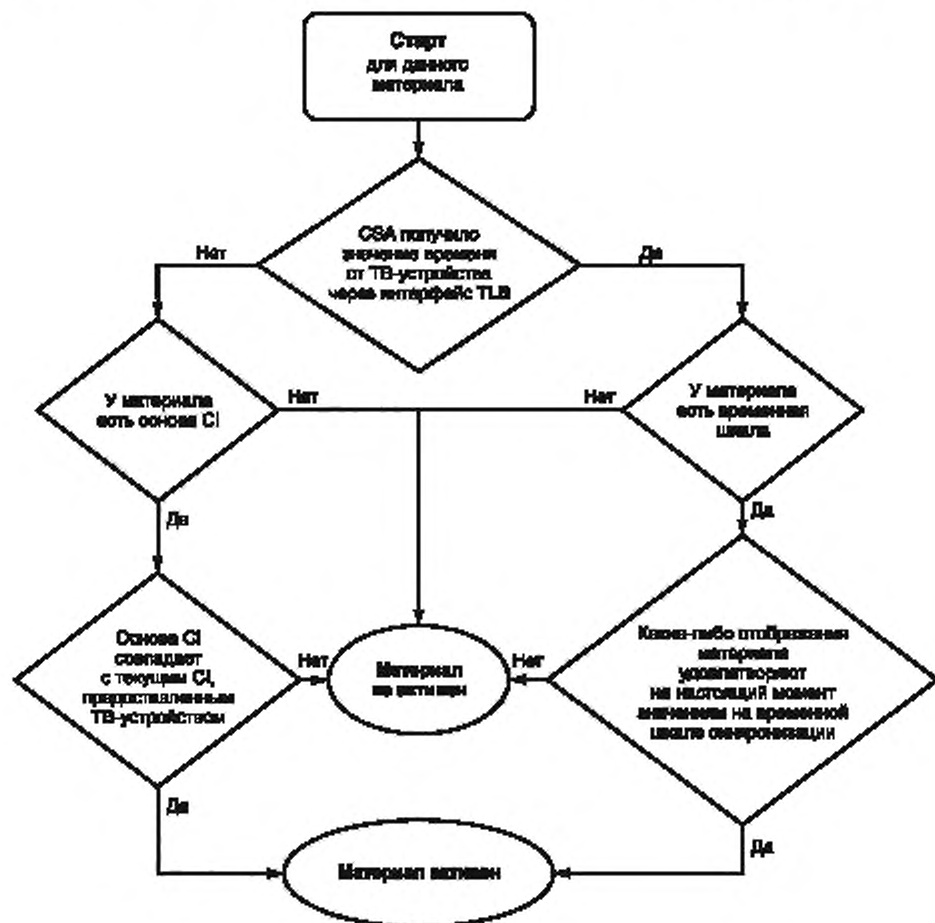 Старт
для данного
материала
CSA получило
значение времени
от ТВ-устройства
через интерфейс TLS
Нет
Да
У материала
есть основа CI
Нет
Нет
У материала
есть временная
шкала
Да
Да
Основа CI
совпадает
с текущим CI,
предоставленным
ТВ-устройством
Нет
Материал
не активен
Нет
Какие-либо отображения
материала
удовлетворяют
на настоящий момент
значениям на временной
шкале синхронизации
Да
Материал активен
Да